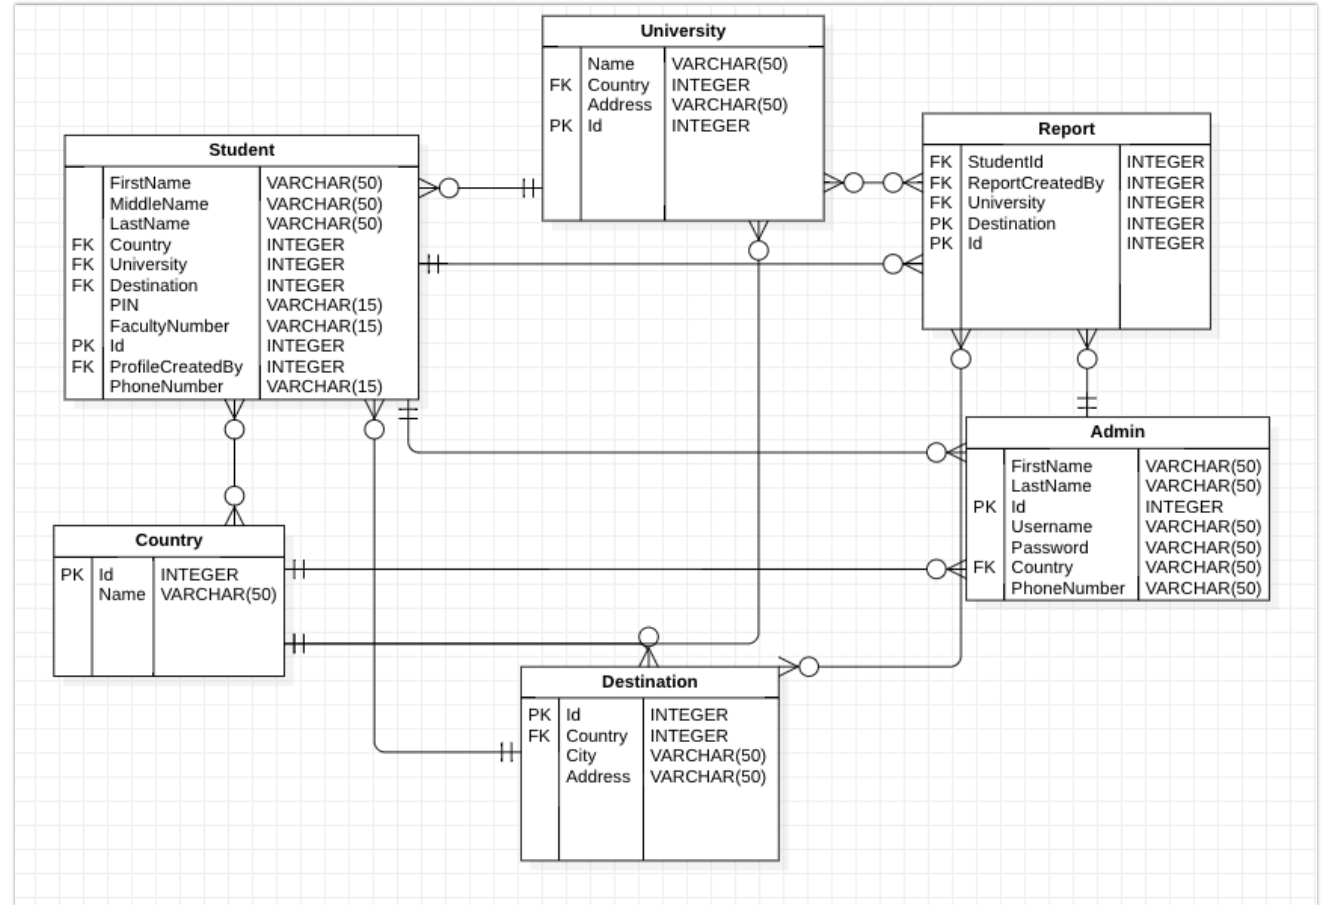 University
Name VARCHAR(50)
FK Country INTEGER
Address VARCHAR(50)
PK Id INTEGER
Report
FK StudentId INTEGER
FK ReportCreatedBy INTEGER
FK University INTEGER
PK Destination INTEGER
PK Id INTEGER
Student
FirstName VARCHAR(50)
MiddleName VARCHAR(50)
LastName VARCHAR(50)
FK Country INTEGER
FK University INTEGER
FK Destination INTEGER
PIN VARCHAR(15)
FacultyNumber VARCHAR(15)
PK Id INTEGER
FK ProfileCreatedBy INTEGER
PhoneNumber VARCHAR(15)
Admin
FirstName VARCHAR(50)
LastName VARCHAR(50)
PK Id INTEGER
Username VARCHAR(50)
Password VARCHAR(50)
FK Country VARCHAR(50)
PhoneNumber VARCHAR(50)
Country
PK Id INTEGER
Name VARCHAR(50)
Destination
PK Id INTEGER
FK Country INTEGER
City VARCHAR(50)
Address VARCHAR(50)